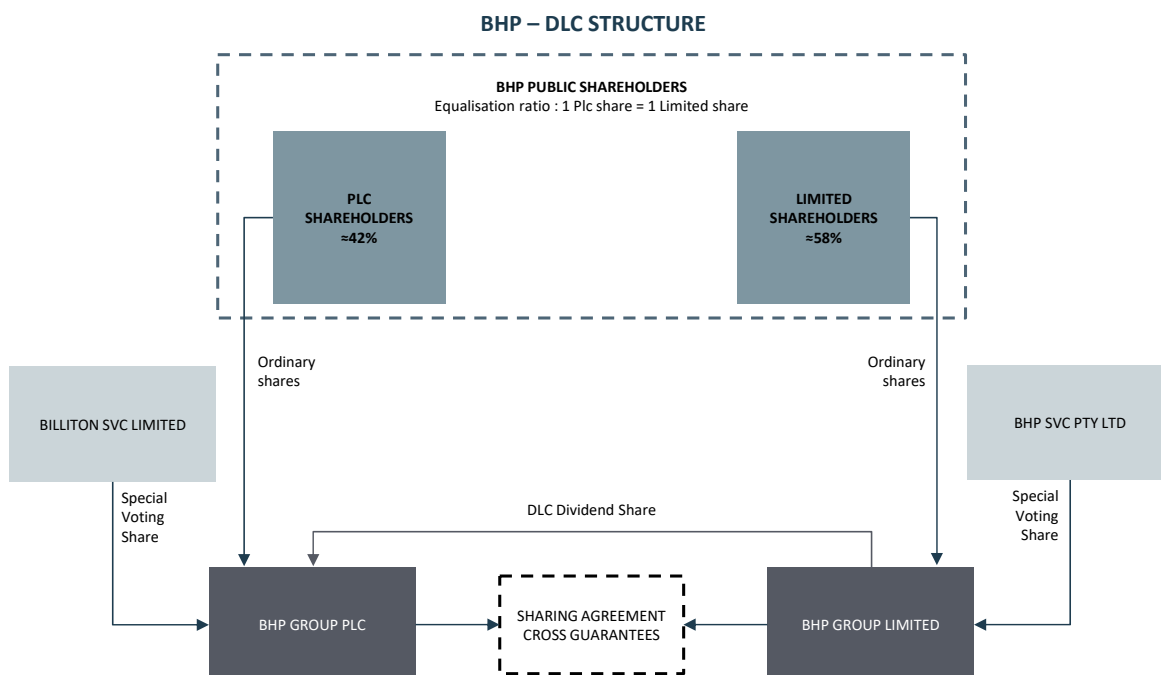 BHP – DLC STRUCTURE
BHP PUBLIC SHAREHOLDERS
Equalisation ratio : 1 Plc share = 1 Limited share
PLC
SHAREHOLDERS
≈42%
LIMITED
SHAREHOLDERS
≈58%
Ordinary
shares
Ordinary
shares
BILLITON SVC LIMITED
BHP SVC PTY LTD
Special
Voting
Share
DLC Dividend Share
Special
Voting
Share
BHP GROUP PLC
SHARING AGREEMENT
CROSS GUARANTEES
BHP GROUP LIMITED